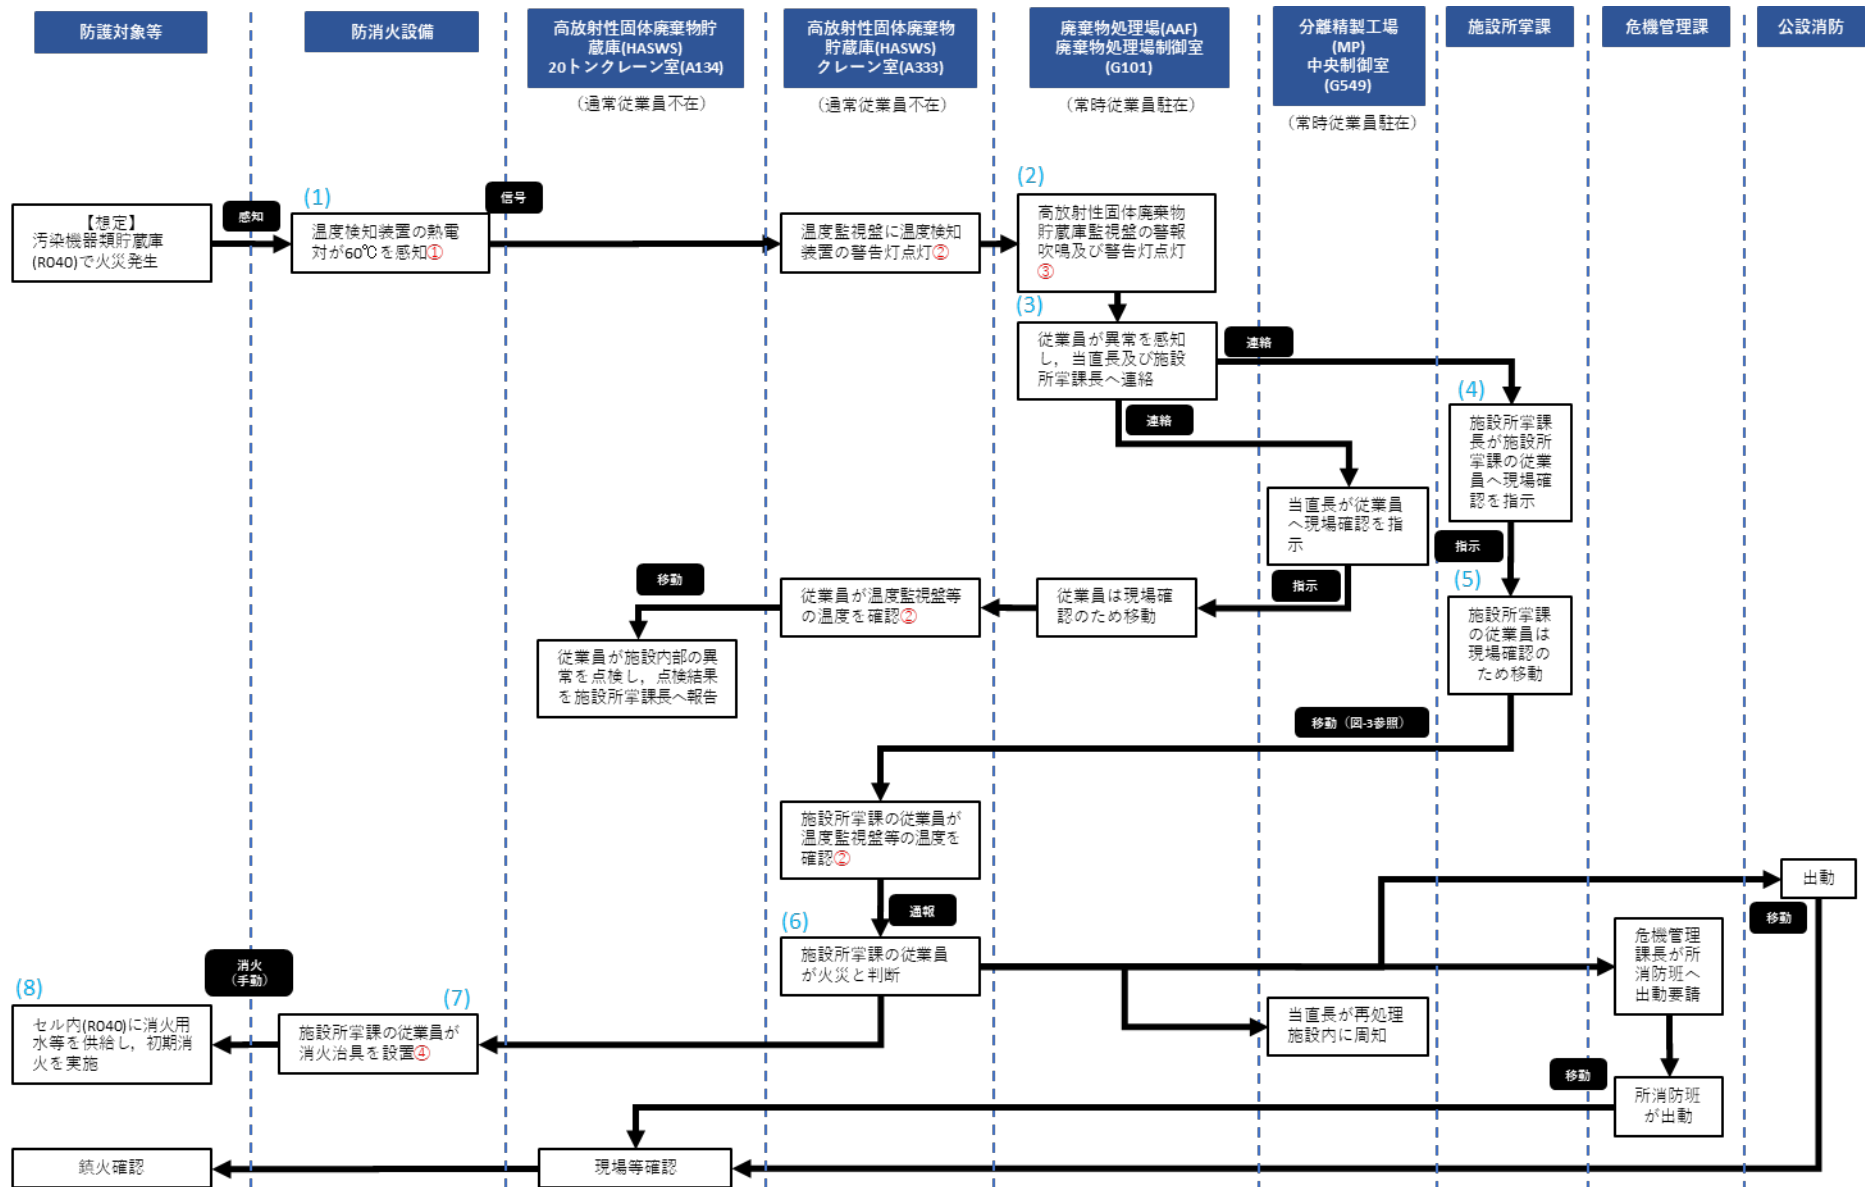 防護対象等
防消火設備
高放射性固体廃棄物貯
蔵庫(HASWS)
20トンクレーン室(A134)
（通常従業員不在）
高放射性固体廃棄物
貯蔵庫(HASWS)
クレーン室(A333)
（通常従業員不在）
廃棄物処理場(AAF)
廃棄物処理場制御室
(G101)
（常時従業員駐在）
分離精製工場
(MP)
中央制御室
(G549)
（常時従業員駐在）
施設所掌課
危機管理課
公設消防
【想定】
汚染機器類貯蔵庫
(R040)で火災発生
感知
(1)
温度検知装置の熱電
対が60℃を感知①
信号
温度監視盤に温度検知
装置の警告灯点灯②
(2)
高放射性固体廃棄物
貯蔵庫監視盤の警報
吹鳴及び警告灯点灯
③
(3)
従業員が異常を感知
し，当直長及び施設
所掌課長へ連絡
連絡
連絡
(4)
施設所掌課
長が施設所
掌課の従業
員へ現場確
認を指示
当直長が従業員
へ現場確認を指
示
指示
指示
(5)
施設所掌課
の従業員は
現場確認の
ため移動
従業員は現場確
認のため移動
従業員が温度監視盤等
の温度を確認②
移動
従業員が施設内部の異
常を点検し，点検結果
を施設所掌課長へ報告
移動（図-3参照）
施設所掌課の従業員が
温度監視盤等の温度を
確認②
通報
(6)
施設所掌課の従業員
が火災と判断
出動
移動
危機管理
課長が所
消防班へ
出動要請
当直長が再処理
施設内に周知
(7)
施設所掌課の従業員が
消火治具を設置④
消火
（手動）
(8)
セル内(R040)に消火用
水等を供給し，初期消
火を実施
移動
所消防班
が出動
現場等確認
鎮火確認